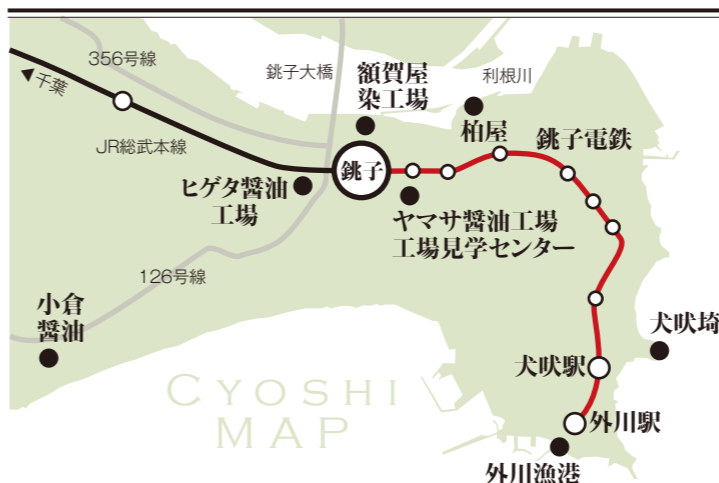 356号線
銚子大橋
額賀屋
染工場
利根川
◀千葉
柏屋
銚子電鉄
JR総武本線
銚子
ヒゲタ醤油
工場
ヤマサ醤油工場
工場見学センター
126号線
小倉
醤油
犬吠埼
犬吠駅
CYOSHI
MAP
外川駅
外川漁港